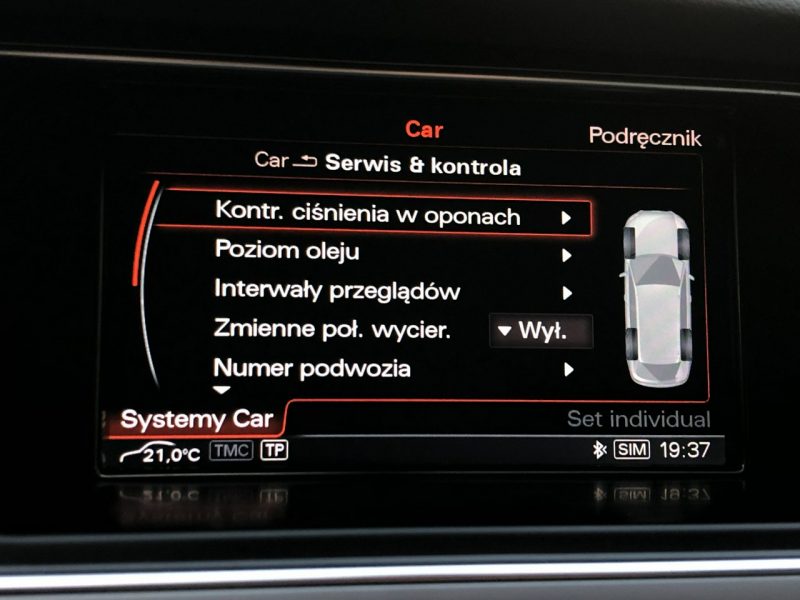 Car
Podręcznik
Car Serwis & kontrola
Kontr. ciśnienia w oponach
Poziom oleju
Interwały przeglądów
Zmienne poł. wycier. Wył.
Numer podwozia
Systemy Car
Set individual
21,0°C TMC TP SIM 19:37